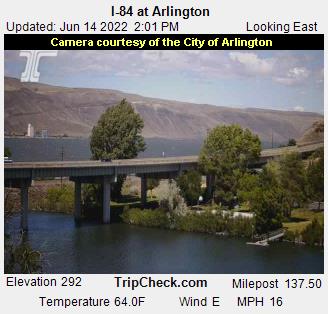 I-84 at Arlington
Updated: Jun 14 2022 2:01 PM Looking East
Camera courtesy of the City of Arlington
Elevation 292 TripCheck.com Milepost 137.50
Temperature 64.0F Wind E MPH 16